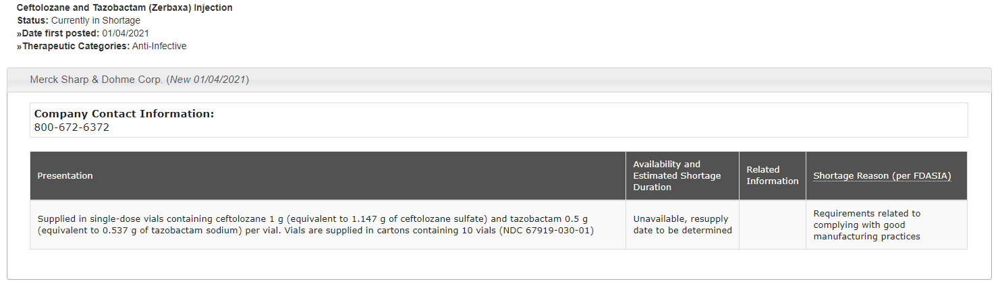 Ceftolozane and Tazobactam (Zerbaxa) Injection
Status: Currently in Shortage
»Date first posted: 01/04/2021
»Therapeutic Categories: Anti-Infective
Merck Sharp & Dohme Corp. (New 01/04/2021)
Company Contact Information:
800-672-6372
Presentation
Availability and
Estimated Shortage
Duration
Related
Information
Shortage Reason (per FDASIA)
Supplied in single-dose vials containing ceftolozane 1 g (equivalent to 1.147 g of ceftolozane sulfate) and tazobactam 0.5 g
(equivalent to 0.537 g of tazobactam sodium) per vial. Vials are supplied in cartons containing 10 vials (NDC 67919-030-01)
Unavailable, resupply
date to be determined
Requirements related to
complying with good
manufacturing practices